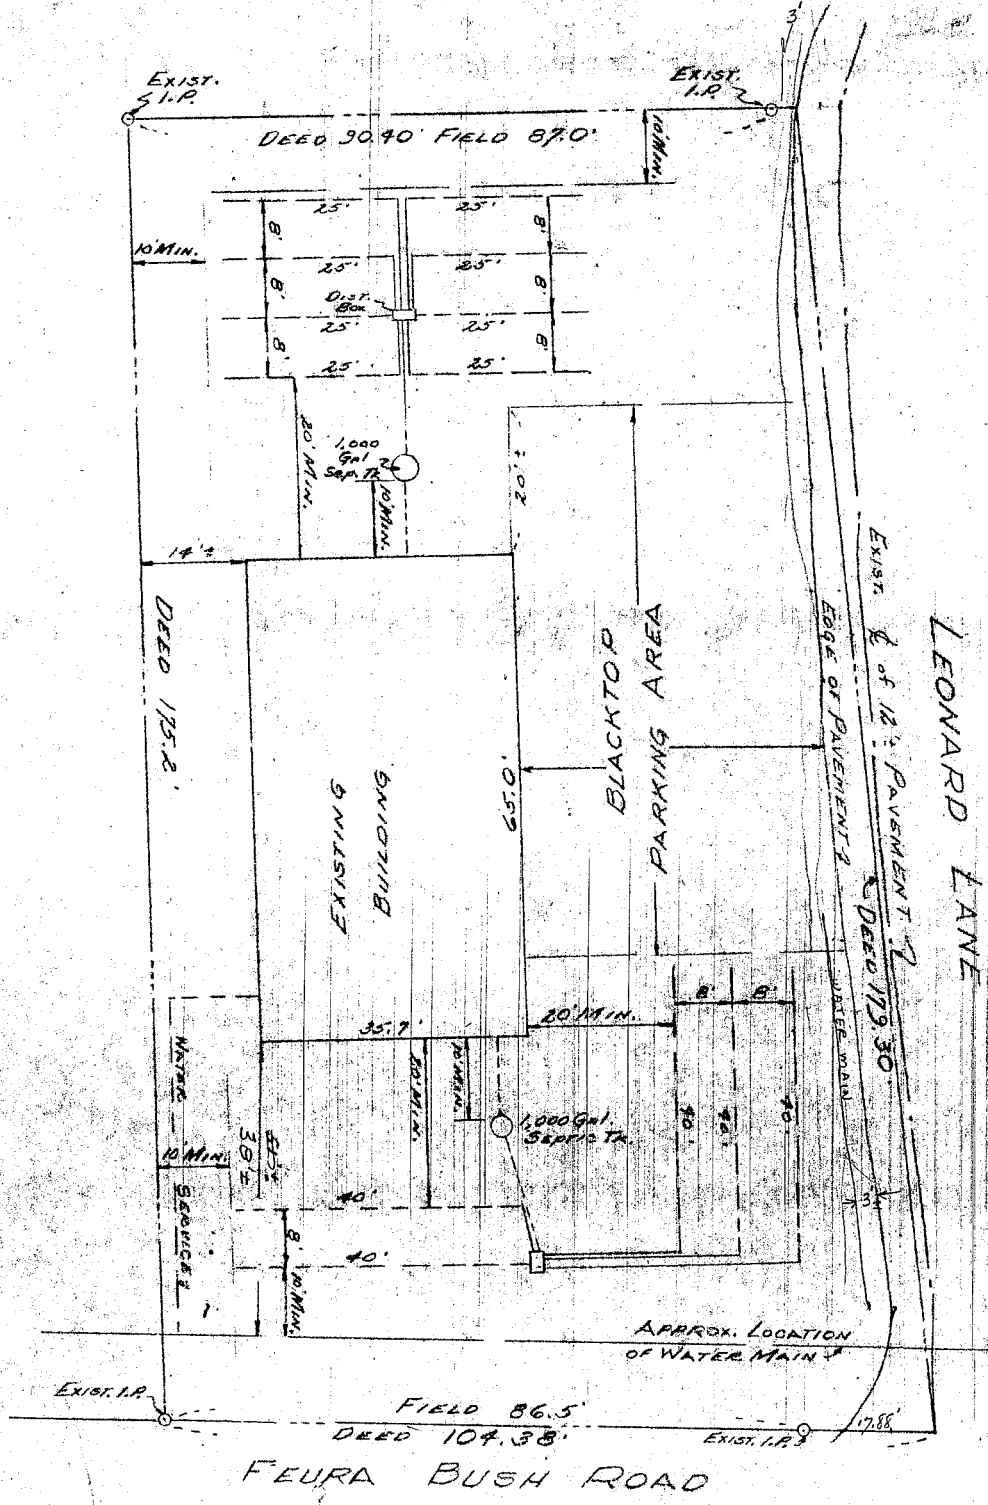 3'
EXIST.
I.P.
EXIST.
I.P.
DEED 90.40' FIELD 87.0'
10' MIN.
25' 25'
8' 8'
10' MIN.
25' 25'
8' 8'
DIST.
BOX
25' 25'
8' 8'
25' 25'
20' MIN.
1,000
Gal
Sep. Tk
10' MIN.
20'±
14'±
DEED 175.2'
EXISTING
BUILDING
65.0'
BLACKTOP
PARKING AREA
EDGE OF PAVEMENT
EXIST. ℄ of 12'± PAVEMENT
DEED 179.30
LEONARD LANE
WATER MAIN
8' 8'
20' MIN.
35.7'
20' MIN.
10' MIN.
1,000 Gal.
SEPTIC TK.
40'
40'
40'
WATER SERVICE
10' MIN.
38'±
40'
8'
40'
10' MIN.
3'
APPROX. LOCATION
OF WATER MAIN
EXIST. I.P.
FIELD 86.5'
DEED 104.38'
EXIST. I.P.
17.88'
FEURA BUSH ROAD